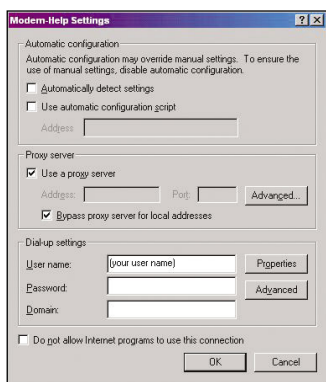 Modem-Help Settings
Automatic configuration
Automatic configuration may override manual settings. To ensure the
use of manual settings, disable automatic configuration.
Automatically detect settings
Use automatic configuration script
Address
Proxy server
Use a proxy server
Address: Port: Advanced...
Bypass proxy server for local addresses
Dial-up settings
User name: (your user name) Properties
Password: Advanced
Domain:
Do not allow Internet programs to use this connection
OK Cancel